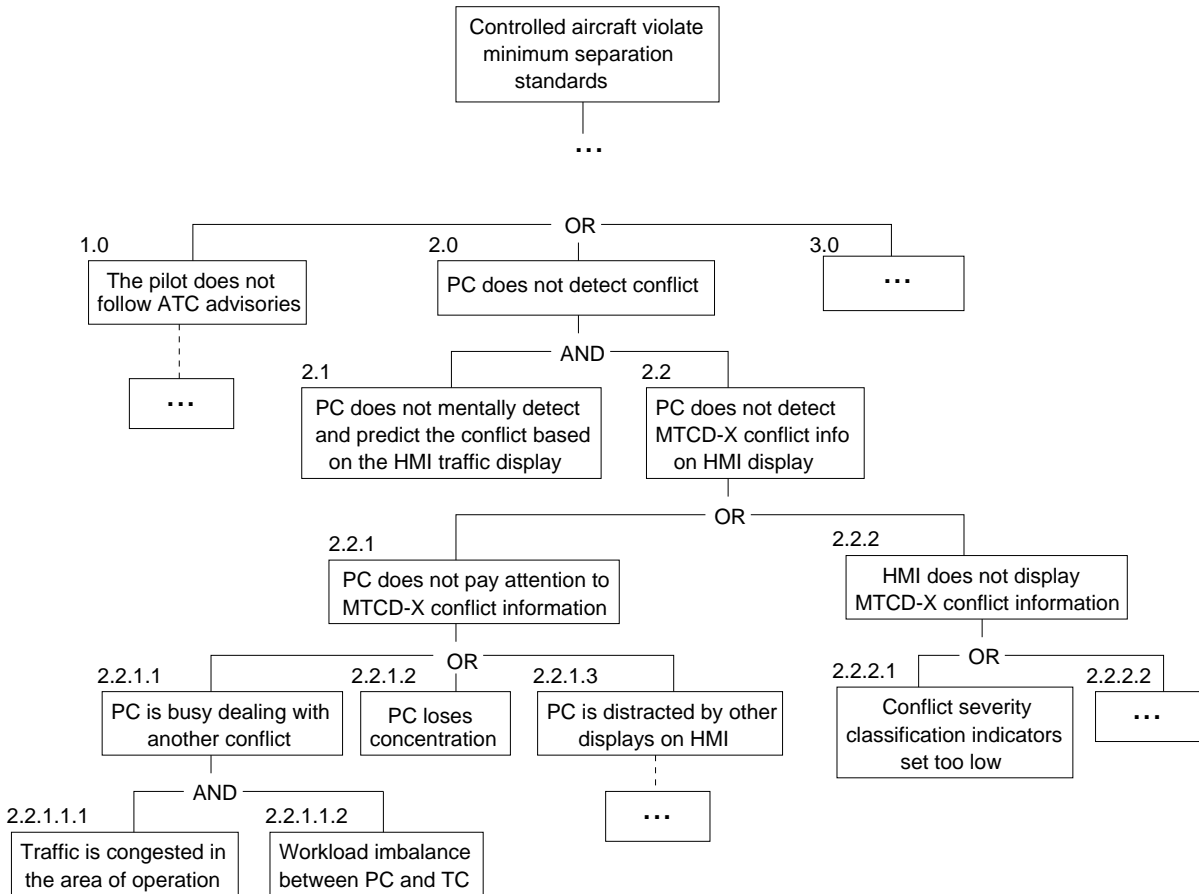 Controlled aircraft violate
minimum separation
standards
...
OR
1.0
The pilot does not
follow ATC advisories
...
2.0
PC does not detect conflict
3.0
...
AND
2.1
PC does not mentally detect
and predict the conflict based
on the HMI traffic display
2.2
PC does not detect
MTCD-X conflict info
on HMI display
OR
2.2.1
PC does not pay attention to
MTCD-X conflict information
2.2.2
HMI does not display
MTCD-X conflict information
OR
2.2.1.1
PC is busy dealing with
another conflict
2.2.1.2
PC loses
concentration
2.2.1.3
PC is distracted by other
displays on HMI
...
OR
2.2.2.1
Conflict severity
classification indicators
set too low
2.2.2.2
...
AND
2.2.1.1.1
Traffic is congested in
the area of operation
2.2.1.1.2
Workload imbalance
between PC and TC